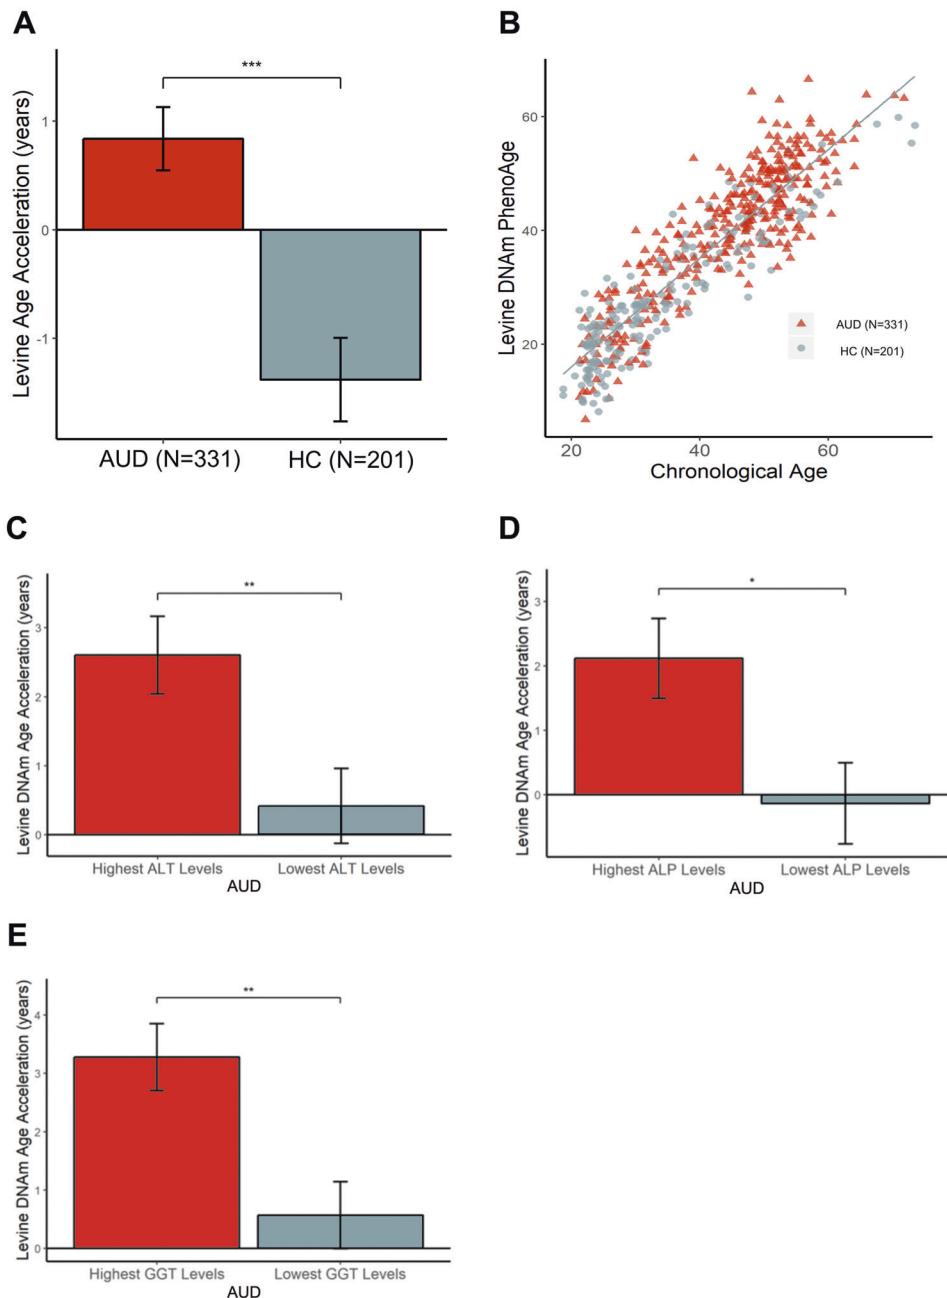 A
***
Levine Age Acceleration (years)
1
0
-1
AUD (N=331)
HC (N=201)
B
Levine DNAm PhenoAge
60
40
20
AUD (N=331)
HC (N=201)
20
40
60
Chronological Age
C
**
Levine DNAm Age Acceleration (years)
3
2
1
0
Highest ALT Levels
Lowest ALT Levels
AUD
D
*
Levine DNAm Age Acceleration (years)
3
2
1
0
Highest ALP Levels
Lowest ALP Levels
AUD
E
**
Levine DNAm Age Acceleration (years)
4
3
2
1
0
Highest GGT Levels
Lowest GGT Levels
AUD